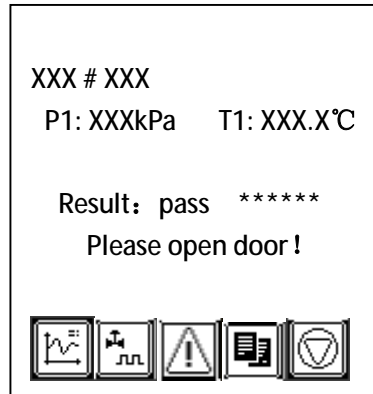 XXX # XXX
P1: XXXkPa T1: XXX.X℃
Result：pass ******
Please open door！